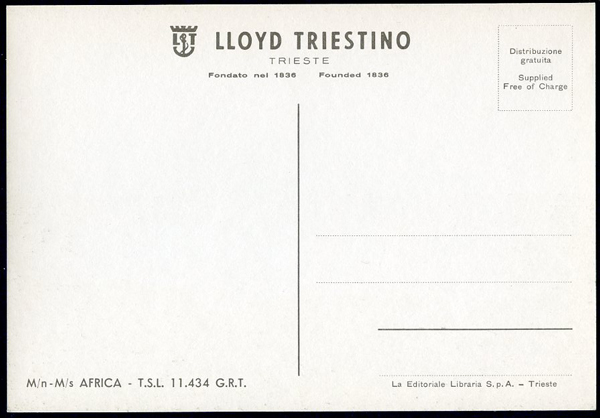 LLOYD TRIESTINO
TRIESTE
Fondato nel 1836 Founded 1836
Distribuzione
gratuita
Supplied
Free of Charge
M/n - M/s AFRICA - T.S.L. 11.434 G.R.T.
La Editoriale Libraria S.p.A. – Trieste